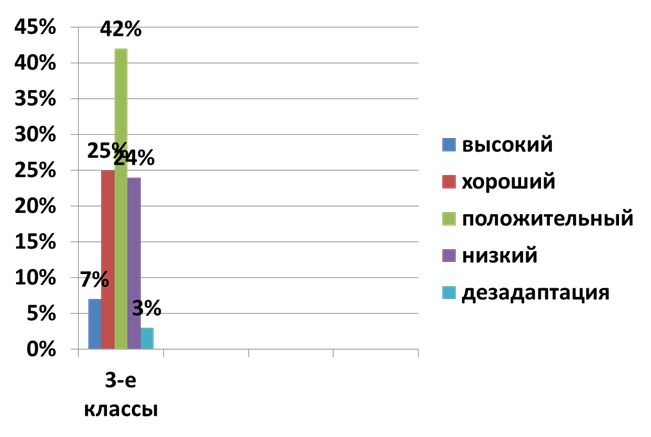 45%
40%
35%
30%
25%
20%
15%
10%
5%
0%
7%
25%
42%
24%
3%
3-е
классы
высокий
хороший
положительный
низкий
дезадаптация